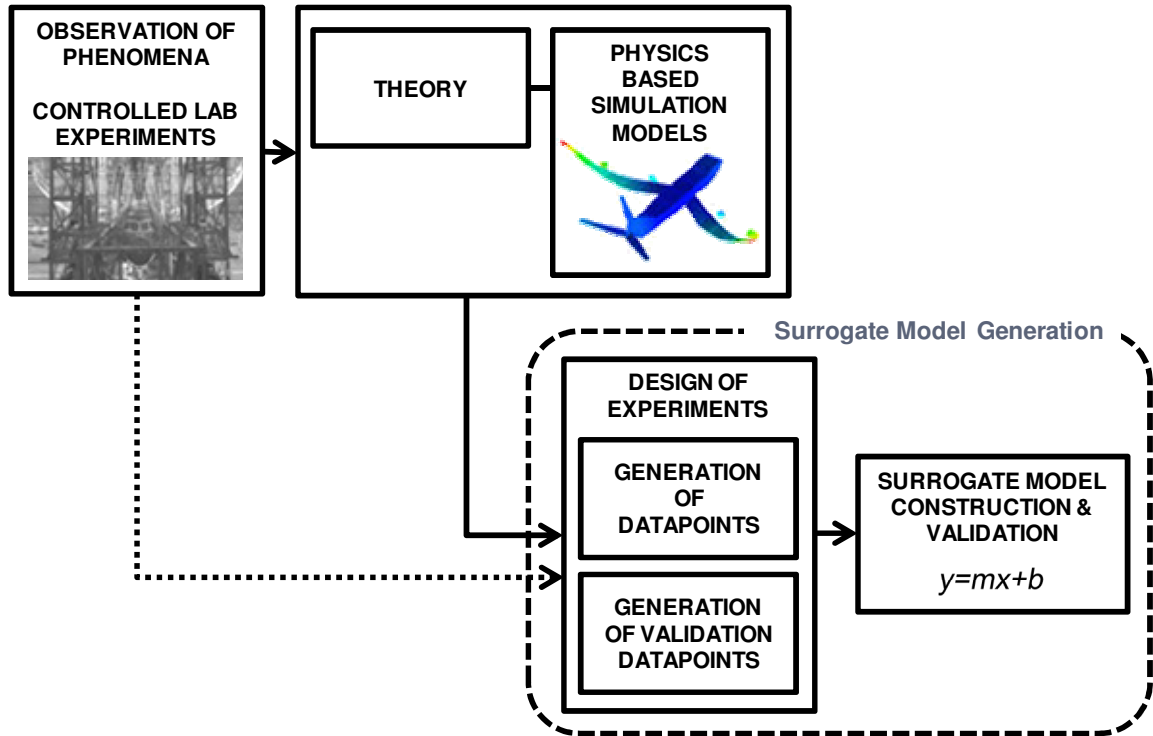 OBSERVATION OF
PHENOMENA
CONTROLLED LAB
EXPERIMENTS
THEORY
PHYSICS
BASED
SIMULATION
MODELS
Surrogate Model Generation
DESIGN OF
EXPERIMENTS
GENERATION
OF
DATAPOINTS
GENERATION
OF VALIDATION
DATAPOINTS
SURROGATE MODEL
CONSTRUCTION &
VALIDATION
y=mx+b